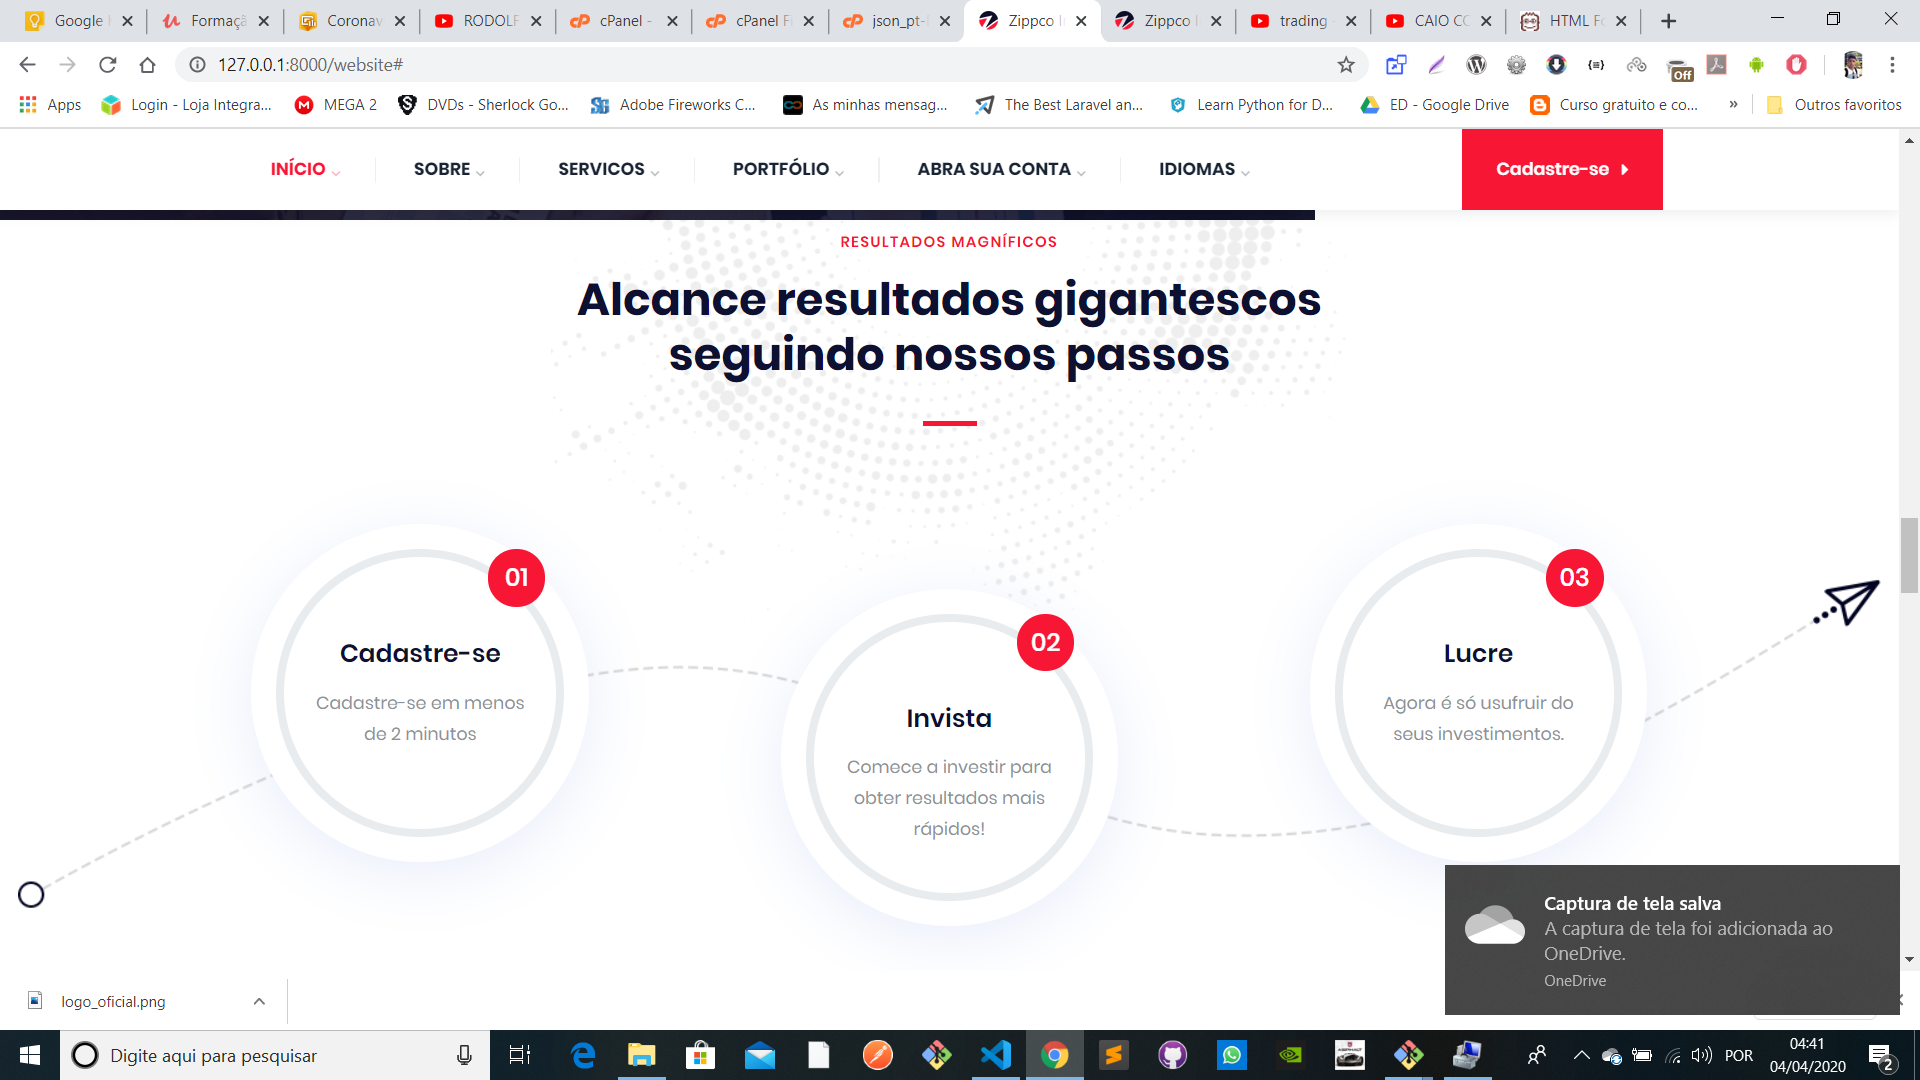 Google
Formaçã
Corona
RODOLF
cPanel -
cPanel F
json_pt-
Zippco I
Zippco I
trading
CAIO CO
HTML Fo
127.0.0.1:8000/website#
Off
Apps
Login - Loja Integra...
MEGA 2
DVDs - Sherlock Go...
Adobe Fireworks C...
As minhas mensag...
The Best Laravel an...
Learn Python for D...
ED - Google Drive
Curso gratuito e co...
»
Outros favoritos
INÍCIO
SOBRE
SERVICOS
PORTFÓLIO
ABRA SUA CONTA
IDIOMAS
Cadastre-se
RESULTADOS MAGNÍFICOS
Alcance resultados gigantescos
seguindo nossos passos
01
Cadastre-se
Cadastre-se em menos
de 2 minutos
02
Invista
Comece a investir para
obter resultados mais
rápidos!
03
Lucre
Agora é só usufruir do
seus investimentos.
Captura de tela salva
A captura de tela foi adicionada ao
OneDrive.
OneDrive
logo_oficial.png
Digite aqui para pesquisar
POR
04:41
04/04/2020
2